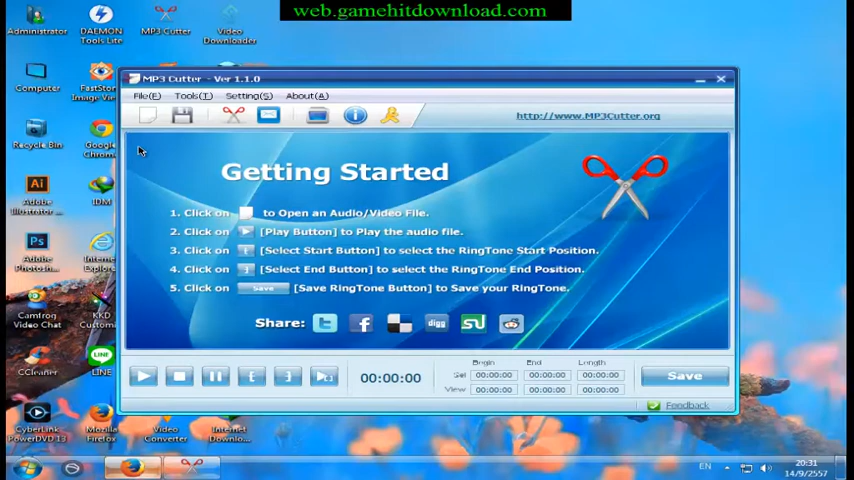 web.gamehitdownload.com
Administrator
DAEMON Tools Lite
MP3 Cutter
Video Downloader
MP3 Cutter - Ver 1.1.0
File(F) Tools(T) Setting(S) About(A)
http://www.MP3Cutter.org
Computer
FastStone Image View
Recycle Bin
Google Chrome
Adobe Illustrator ...
IDM
Adobe Photosh...
Internet Explore
Camfrog Video Chat
KKD Custom
CCleaner
LINE
CyberLink PowerDVD 13
Mozilla Firefox
Video Converter
Internet Downlo...
Getting Started
1. Click on to Open an Audio/Video File.
2. Click on [Play Button] to Play the audio file.
3. Click on [Select Start Button] to select the RingTone Start Position.
4. Click on [Select End Button] to select the RingTone End Position.
5. Click on Save [Save RingTone Button] to Save your RingTone.
Share: digg
00:00:00
Begin End Length
Sel 00:00:00 00:00:00 00:00:00
View 00:00:00 00:00:00 00:00:00
Save
Feedback
EN
20:31
14/9/2557